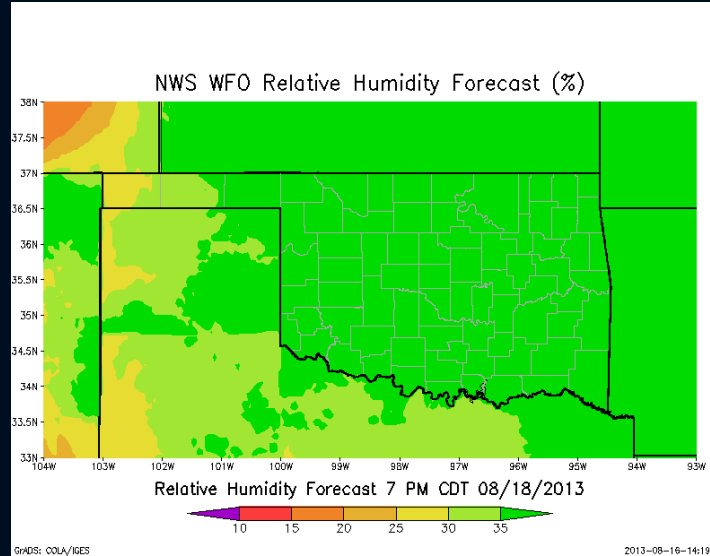 NWS WFO Relative Humidity Forecast (%)
38N
37.5N
37N
36.5N
36N
35.5N
35N
34.5N
34N
33.5N
33N
104W 103W 102W 101W 100W 99W 98W 97W 96W 95W 94W 93W
Relative Humidity Forecast 7 PM CDT 08/18/2013
10 15 20 25 30 35
GrADS: COLA/IGES 2013-08-16-14:19